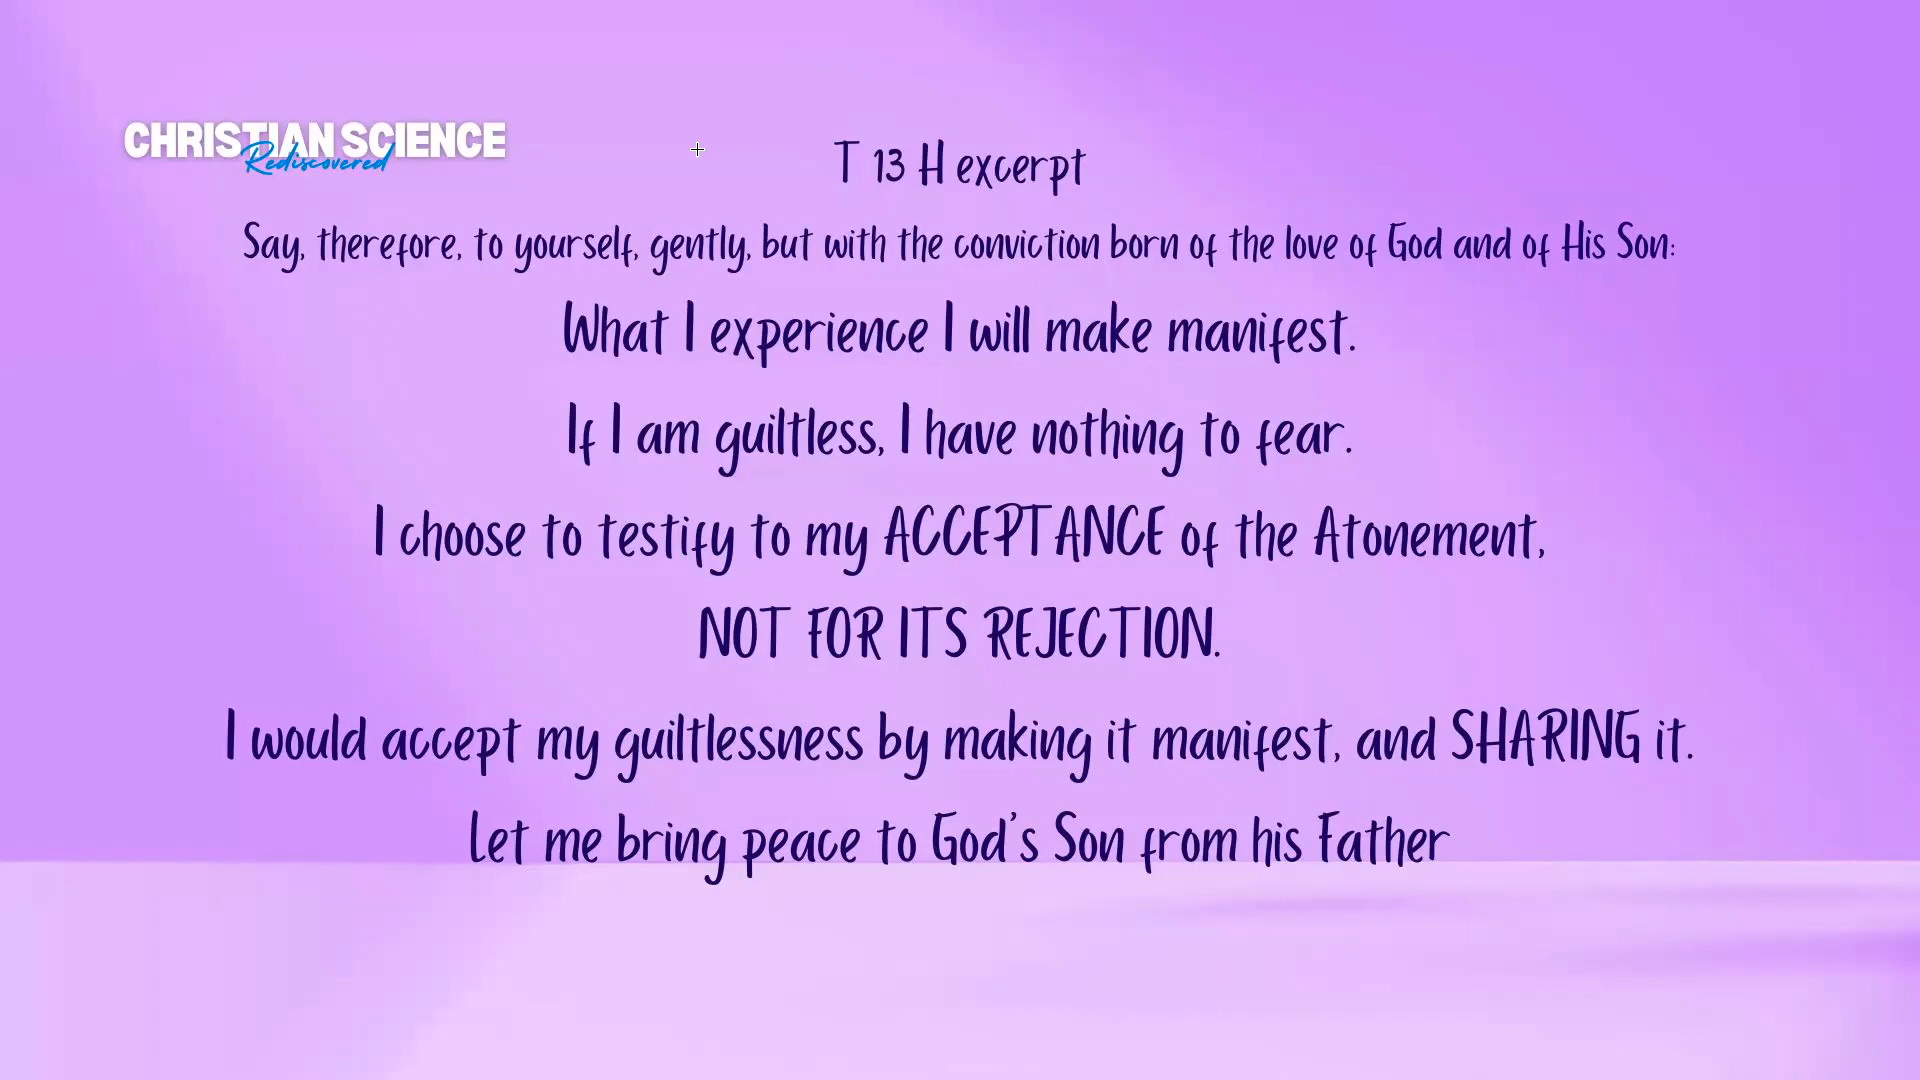 CHRISTIAN SCIENCE
Rediscovered
T 13 H excerpt
Say, therefore, to yourself, gently, but with the conviction born of the love of God and of His Son:
What I experience I will make manifest.
If I am guiltless, I have nothing to fear.
I choose to testify to my ACCEPTANCE of the Atonement,
NOT FOR ITS REJECTION.
I would accept my guiltlessness by making it manifest, and SHARING it.
Let me bring peace to God's Son from his Father